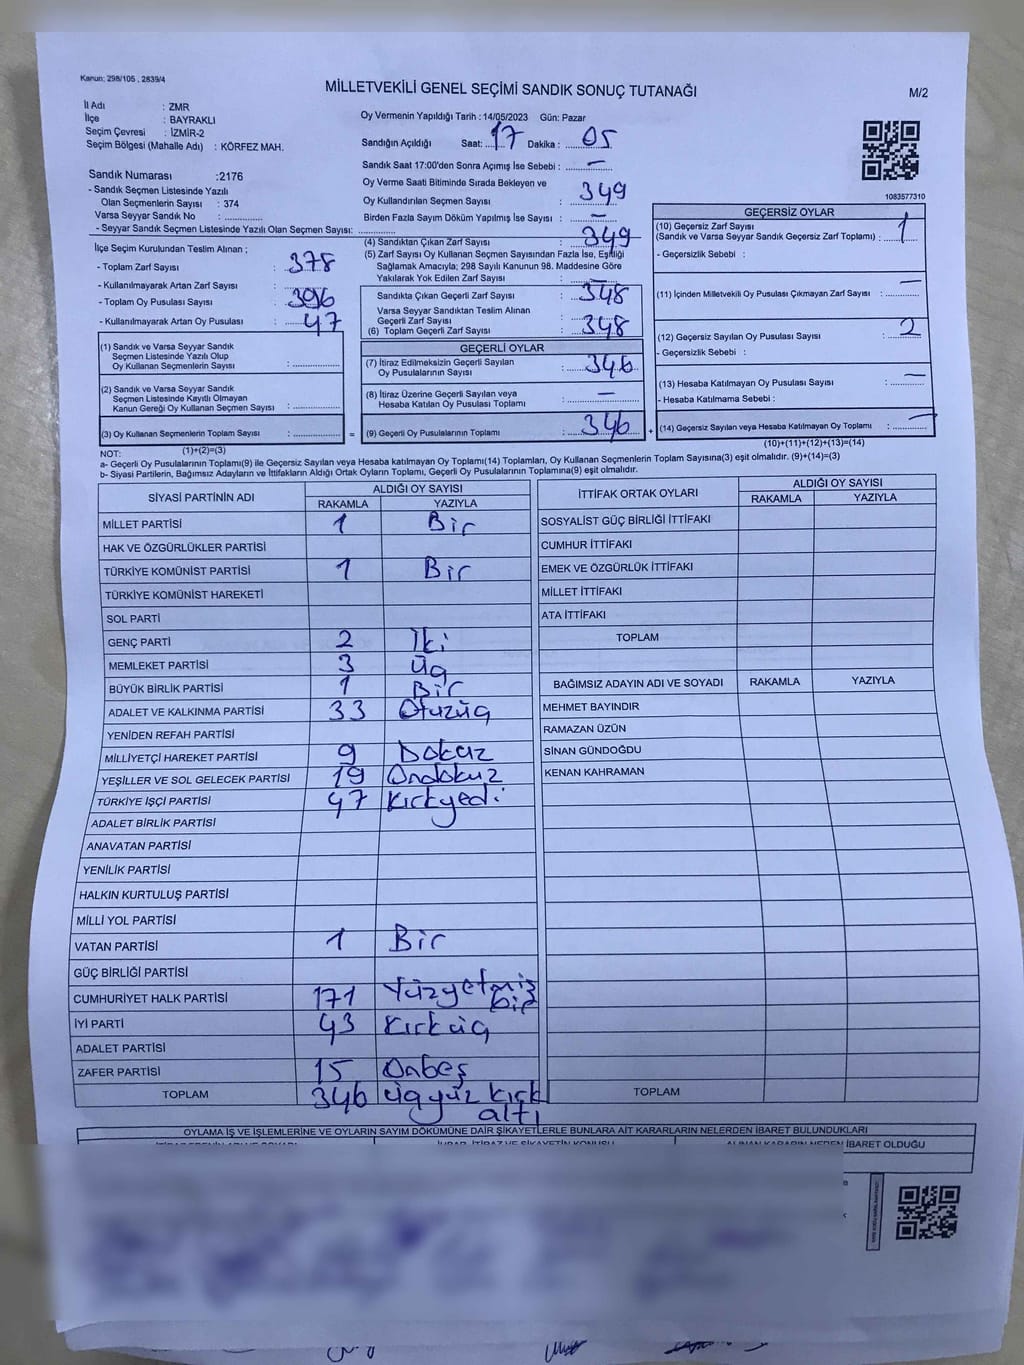 Kanun: 298/105 , 2839/4
MİLLETVEKİLİ GENEL SEÇİMİ SANDIK SONUÇ TUTANAĞI
M/2
İl Adı : ZMR
İlçe : BAYRAKLI
Seçim Çevresi : İZMİR-2
Seçim Bölgesi (Mahalle Adı) : KÖRFEZ MAH.
Sandık Numarası :2176
- Sandık Seçmen Listesinde Yazılı
Olan Seçmenlerin Sayısı : 374
Varsa Seyyar Sandık No :
- Seyyar Sandık Seçmen Listesinde Yazılı Olan Seçmen Sayısı:
İlçe Seçim Kurulundan Teslim Alınan ;
- Toplam Zarf Sayısı : 378
- Kullanılmayarak Artan Zarf Sayısı :
- Toplam Oy Pusulası Sayısı : 396
- Kullanılmayarak Artan Oy Pusulası : 47
(1) Sandık ve Varsa Seyyar Sandık
Seçmen Listesinde Yazılı Olup
Oy Kullanan Seçmenlerin Sayısı :
(2) Sandık ve Varsa Seyyar Sandık
Seçmen Listesinde Kayıtlı Olmayan
Kanun Gereği Oy Kullanan Seçmen Sayısı :
(3) Oy Kullanan Seçmenlerin Toplam Sayısı :
(1)+(2)=(3)
Oy Vermenin Yapıldığı Tarih : 14/05/2023 Gün: Pazar
Sandığın Açıldığı Saat: 17 Dakika : 05
Sandık Saat 17:00'den Sonra Açımış İse Sebebi : —
Oy Verme Saati Bitiminde Sırada Bekleyen ve
Oy Kullandırılan Seçmen Sayısı : 349
Birden Fazla Sayım Döküm Yapılmış İse Sayısı : —
(4) Sandıktan Çıkan Zarf Sayısı : 349
(5) Zarf Sayısı Oy Kullanan Seçmen Sayısından Fazla İse, Eşitliği
Sağlamak Amacıyla; 298 Sayılı Kanunun 98. Maddesine Göre
Yakılarak Yok Edilen Zarf Sayısı : —
Sandıkta Çıkan Geçerli Zarf Sayısı : 348
Varsa Seyyar Sandıktan Teslim Alınan
Geçerli Zarf Sayısı :
(6) Toplam Geçerli Zarf Sayısı : 348
GEÇERLİ OYLAR
(7) İtiraz Edilmeksizin Geçerli Sayılan
Oy Pusulalarının Sayısı : 346
(8) İtiraz Üzerine Geçerli Sayılan veya
Hesaba Katılan Oy Pusulası Toplamı : —
= (9) Geçerli Oy Pusulalarının Toplamı : 346
1083577310
GEÇERSİZ OYLAR
(10) Geçersiz Zarf Sayısı
(Sandık ve Varsa Seyyar Sandık Geçersiz Zarf Toplamı) : 1
- Geçersizlik Sebebi :
(11) İçinden Milletvekili Oy Pusulası Çıkmayan Zarf Sayısı : —
(12) Geçersiz Sayılan Oy Pusulası Sayısı : 2
- Geçersizlik Sebebi :
(13) Hesaba Katılmayan Oy Pusulası Sayısı : —
- Hesaba Katılmama Sebebi :
+ (14) Geçersiz Sayılan veya Hesaba Katılmayan Oy Toplamı : —
(10)+(11)+(12)+(13)=(14)
NOT:
a- Geçerli Oy Pusulalarının Toplamı(9) ile Geçersiz Sayılan veya Hesaba katılmayan Oy Toplamı(14) Toplamları, Oy Kullanan Seçmenlerin Toplam Sayısına(3) eşit olmalıdır. (9)+(14)=(3)
b- Siyasi Partilerin, Bağımsız Adayların ve İttifakların Aldığı Ortak Oyların Toplamı, Geçerli Oy Pusulalarının Toplamına(9) eşit olmalıdır.
SİYASİ PARTİNİN ADI ALDIĞI OY SAYISI
RAKAMLA YAZIYLA
MİLLET PARTİSİ 1 Bir
HAK VE ÖZGÜRLÜKLER PARTİSİ
TÜRKİYE KOMÜNİST PARTİSİ 1 Bir
TÜRKİYE KOMÜNİST HAREKETİ
SOL PARTİ
GENÇ PARTİ 2 İki
MEMLEKET PARTİSİ 3 Üç
BÜYÜK BİRLİK PARTİSİ 1 Bir
ADALET VE KALKINMA PARTİSİ 33 Otuzüç
YENİDEN REFAH PARTİSİ
MİLLİYETÇİ HAREKET PARTİSİ 9 Dokuz
YEŞİLLER VE SOL GELECEK PARTİSİ 19 Ondokuz
TÜRKİYE İŞÇİ PARTİSİ 47 Kırkyedi
ADALET BİRLİK PARTİSİ
ANAVATAN PARTİSİ
YENİLİK PARTİSİ
HALKIN KURTULUŞ PARTİSİ
MİLLİ YOL PARTİSİ
VATAN PARTİSİ 1 Bir
GÜÇ BİRLİĞİ PARTİSİ
CUMHURİYET HALK PARTİSİ 171 Yüzyetmiş bir
İYİ PARTİ 43 Kırküç
ADALET PARTİSİ
ZAFER PARTİSİ 15 Onbeş
TOPLAM 346 Üçyüz kırk altı
İTTİFAK ORTAK OYLARI ALDIĞI OY SAYISI
RAKAMLA YAZIYLA
SOSYALİST GÜÇ BİRLİĞİ İTTİFAKI
CUMHUR İTTİFAKI
EMEK VE ÖZGÜRLÜK İTTİFAKI
MİLLET İTTİFAKI
ATA İTTİFAKI
TOPLAM
BAĞIMSIZ ADAYIN ADI VE SOYADI RAKAMLA YAZIYLA
MEHMET BAYINDIR
RAMAZAN ÜZÜN
SİNAN GÜNDOĞDU
KENAN KAHRAMAN
TOPLAM
OYLAMA İŞ VE İŞLEMLERİNE VE OYLARIN SAYIM DÖKÜMÜNE DAİR ŞİKAYETLERLE BUNLARA AİT KARARLARIN NELERDEN İBARET BULUNDUKLARI
İHBAR, İTİRAZ VE ŞİKAYETİN KONUSU ALINAN KARARIN NEDEN İBARET OLDUĞU